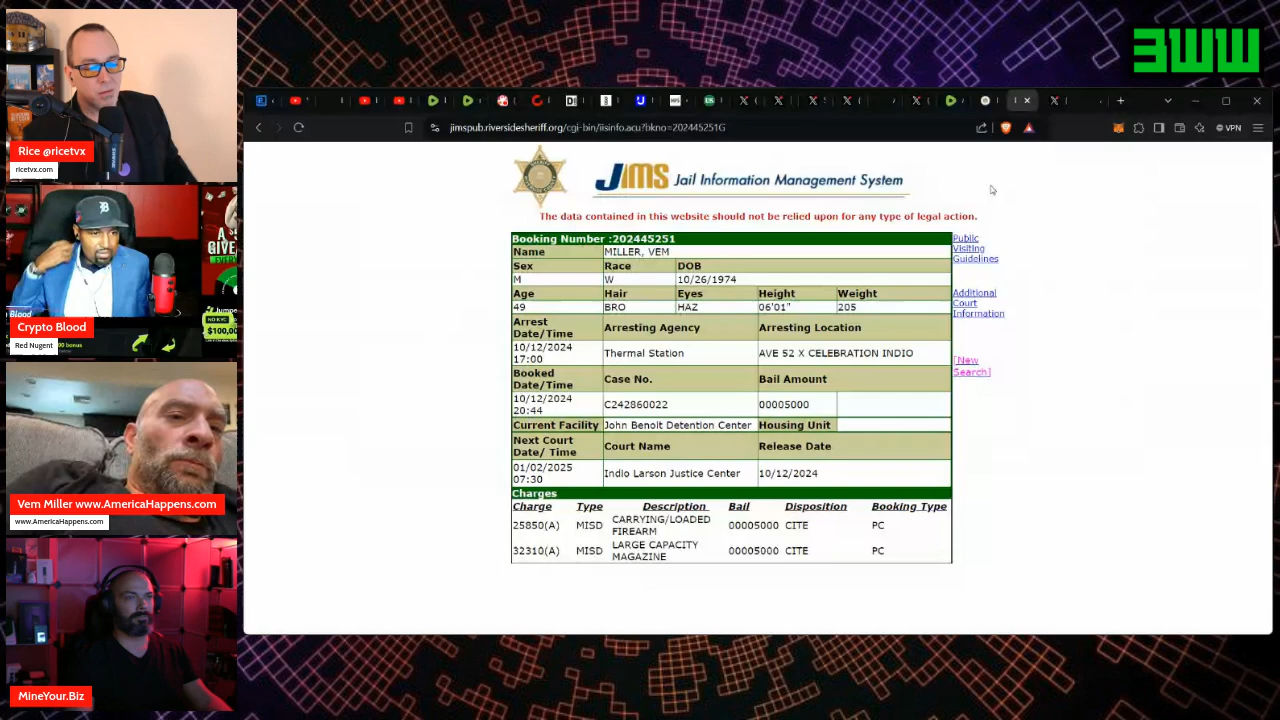 3WW
Rice @ricetvx
ricetvx.com
Crypto Blood
Red Nugent
Vem Miller www.AmericaHappens.com
www.AmericaHappens.com
MineYour.Biz
B
A S
GIVE
EVER
NO KYC
$100,00
jimspub.riversidesheriff.org/cgi-bin/iisinfo.acu?bkno=202445251G
VPN
JIMS Jail Information Management System
The data contained in this website should not be relied upon for any type of legal action.
Booking Number :202445251
Name MILLER, VEM
Sex Race DOB
M W 10/26/1974
Age Hair Eyes Height Weight
49 BRO HAZ 06'01" 205
Arrest Date/Time Arresting Agency Arresting Location
10/12/2024 17:00 Thermal Station AVE 52 X CELEBRATION INDIO
Booked Date/Time Case No. Bail Amount
10/12/2024 20:44 C242860022 00005000
Current Facility John Benoit Detention Center Housing Unit
Next Court Date/ Time Court Name Release Date
01/02/2025 07:30 Indio Larson Justice Center 10/12/2024
Charges
Charge Type Description Bail Disposition Booking Type
25850(A) MISD CARRYING/LOADED FIREARM 00005000 CITE PC
32310(A) MISD LARGE CAPACITY MAGAZINE 00005000 CITE PC
Public
Visiting
Guidelines
Additional
Court
Information
[New
Search]